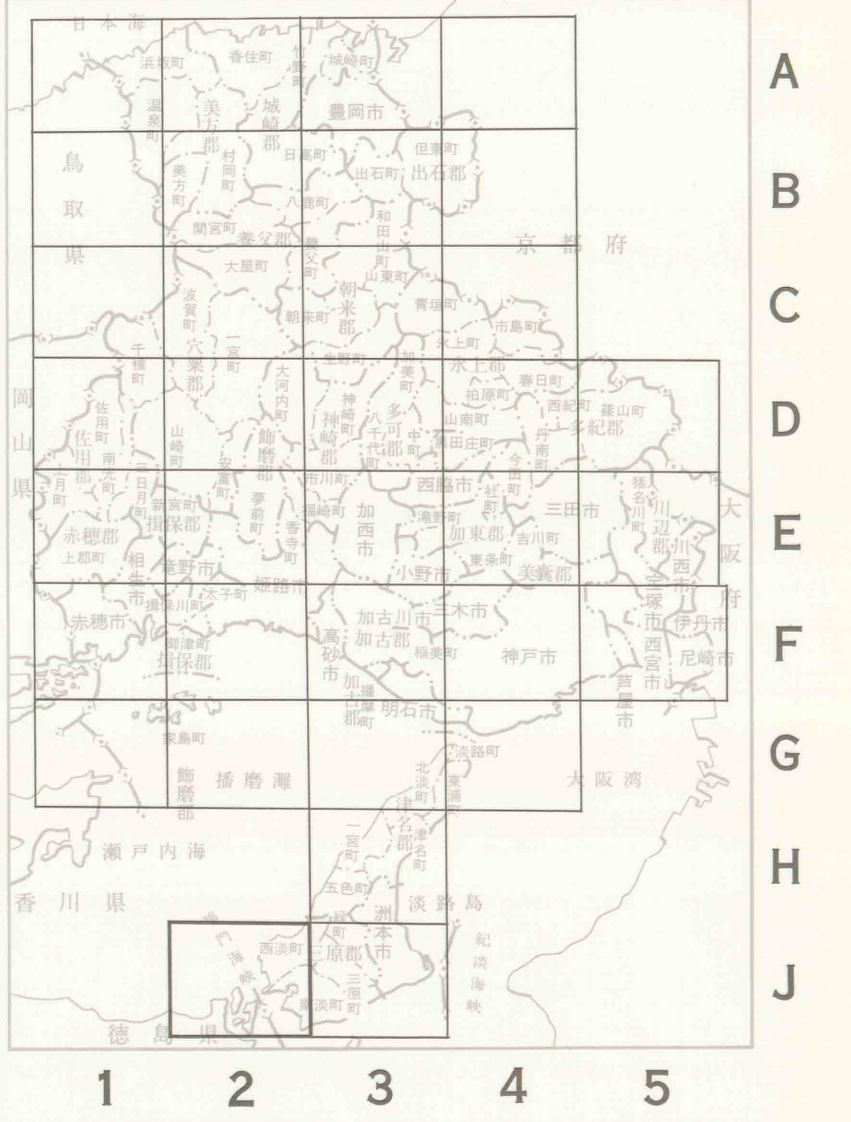 日本海
浜坂町
香住町
竹野町
城崎町
A
温泉町
美方郡
城崎郡
豊岡市
鳥取県
美方町
村岡町
日高町
出石町
但東町
出石郡
B
八鹿町
関宮町
養父郡
養父町
和田山町
京都府
大屋町
山東町
波賀町
朝来町
朝来郡
青垣町
市島町
C
千種町
穴粟郡
一宮町
生野町
加美町
氷上町
氷上郡
岡山県
佐用町
佐用郡
南光町
山崎町
大河内町
飾磨郡
神崎郡
神崎町
八千代町
多可郡
中町
柏原町
春日町
山南町
黒田庄町
西紀町
篠山町
多紀郡
丹南町
D
上月町
三日月町
安富町
夢前町
市川町
西脇市
今田町
新宮町
揖保郡
香寺町
福崎町
加西市
滝野町
社町
加東郡
三田市
猪名川町
川辺郡
大阪府
赤穂郡
上郡町
相生市
竜野市
吉川町
東条町
川西市
E
姫路市
小野市
美嚢郡
太子町
揖保川町
赤穂市
御津町
揖保郡
高砂市
加古川市
加古郡
稲美町
三木市
神戸市
宝塚市
西宮市
伊丹市
尼崎市
芦屋市
F
加古郡
播摩町
明石市
家島町
飾磨郡
播磨灘
淡路町
北淡町
東浦町
大阪湾
G
瀬戸内海
津名郡
津名町
一宮町
五色町
香川県
淡路島
H
鳴門海峡
西淡町
緑町
三原郡
洲本市
紀淡海峡
南淡町
三原町
J
徳島県
1 2 3 4 5